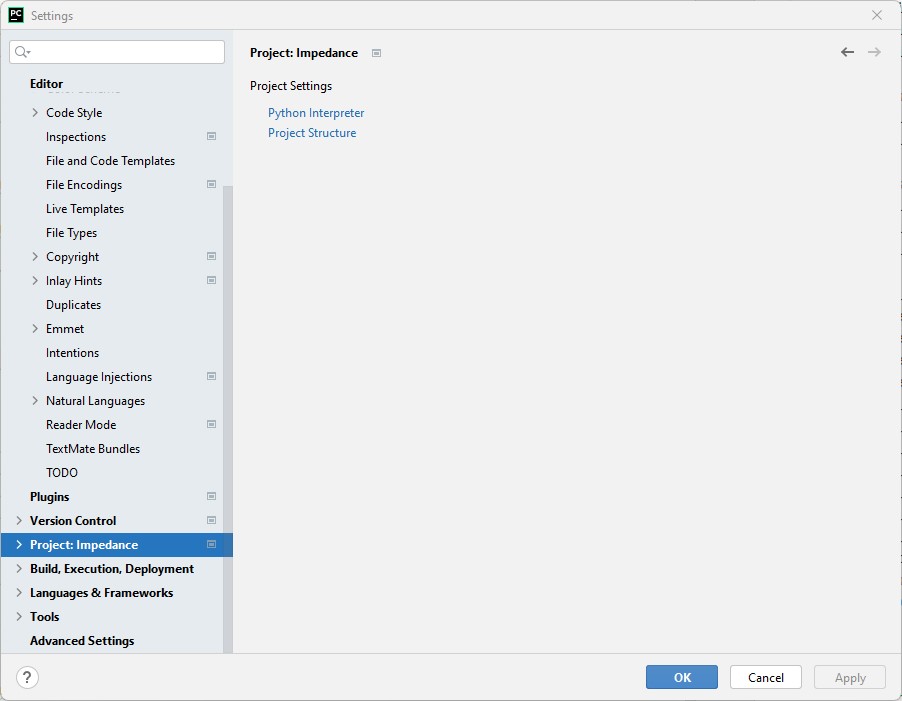 PC Settings
Editor
Code Style
Inspections
File and Code Templates
File Encodings
Live Templates
File Types
Copyright
Inlay Hints
Duplicates
Emmet
Intentions
Language Injections
Natural Languages
Reader Mode
TextMate Bundles
TODO
Plugins
Version Control
Project: Impedance
Build, Execution, Deployment
Languages & Frameworks
Tools
Advanced Settings
Project: Impedance
Project Settings
Python Interpreter
Project Structure
?
OK
Cancel
Apply